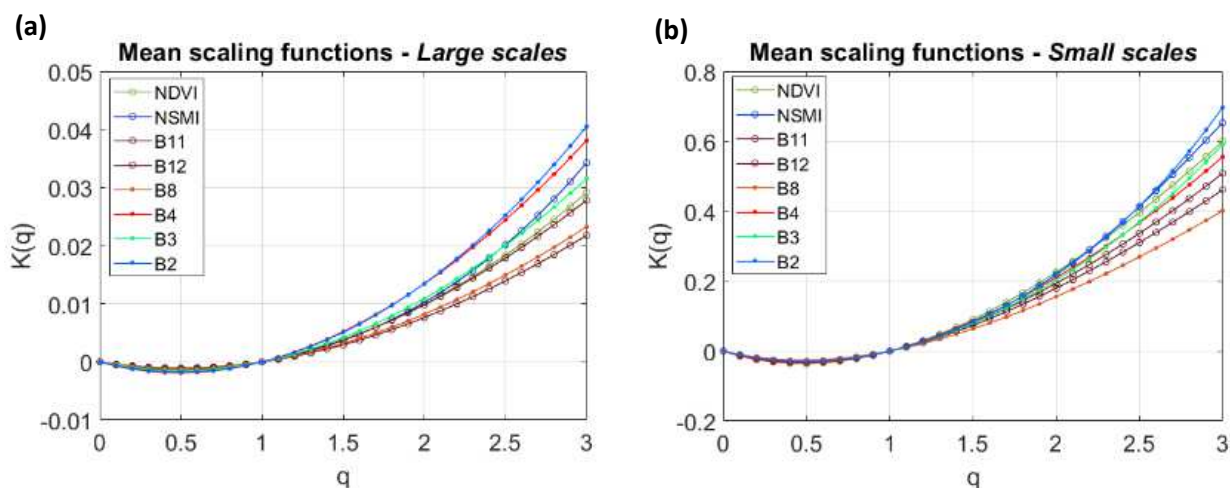 (a)
Mean scaling functions - Large scales
0.05
0.04
0.03
0.02
0.01
0
-0.01
K(q)
NDVI
NSMI
B11
B12
B8
B4
B3
B2
0
0.5
1
1.5
2
2.5
3
q
(b)
Mean scaling functions - Small scales
0.8
0.6
0.4
0.2
0
-0.2
K(q)
NDVI
NSMI
B11
B12
B8
B4
B3
B2
0
0.5
1
1.5
2
2.5
3
q